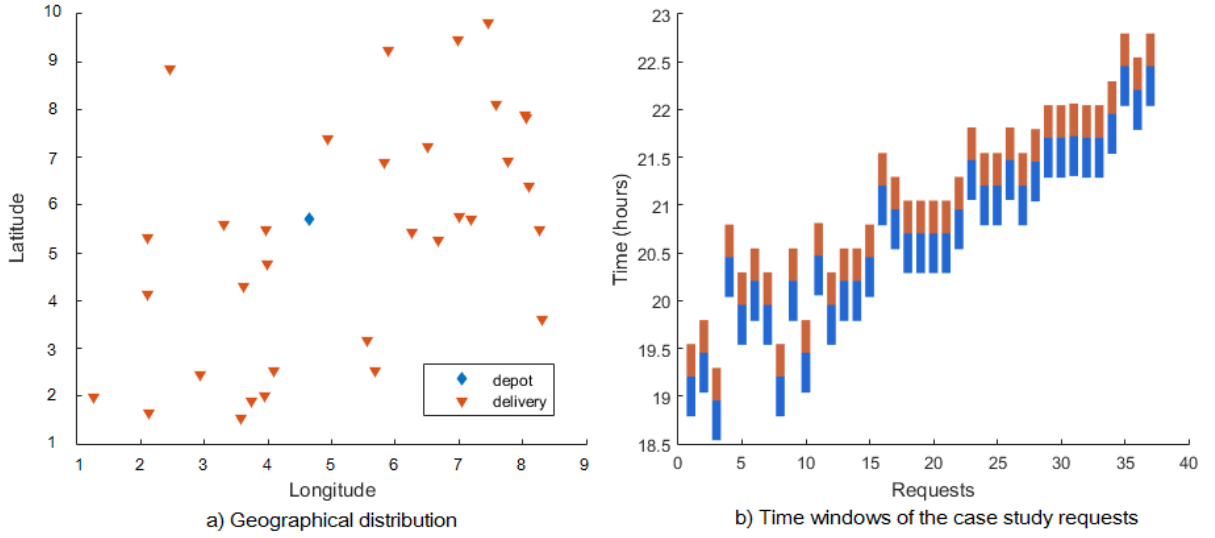 10
9
8
7
6
5
4
3
2
1
Latitude
1 2 3 4 5 6 7 8 9
Longitude
depot
delivery
a) Geographical distribution
23
22.5
22
21.5
21
20.5
20
19.5
19
18.5
Time (hours)
0 5 10 15 20 25 30 35 40
Requests
b) Time windows of the case study requests